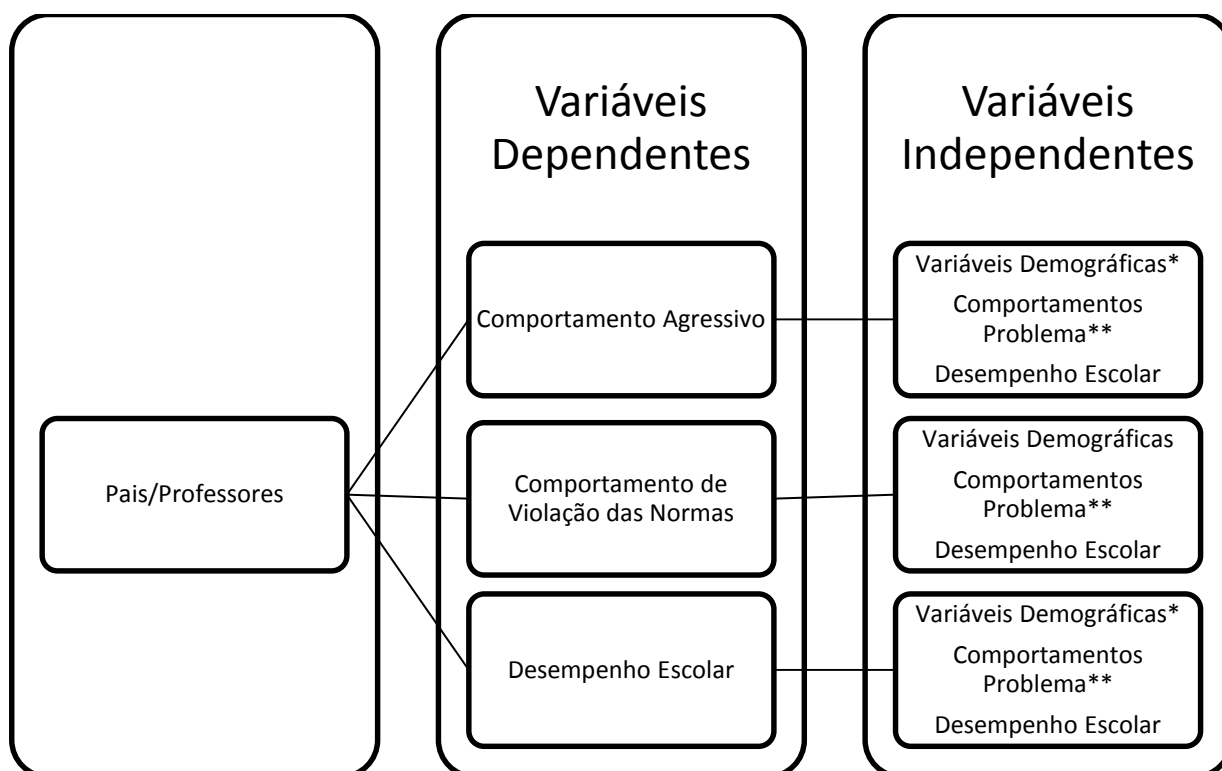 Variáveis
Dependentes
Variáveis
Independentes
Pais/Professores
Comportamento Agressivo
Variáveis Demográficas*
Comportamentos
Problema**
Desempenho Escolar
Comportamento de
Violação das Normas
Variáveis Demográficas
Comportamentos
Problema**
Desempenho Escolar
Desempenho Escolar
Variáveis Demográficas*
Comportamentos
Problema**
Desempenho Escolar